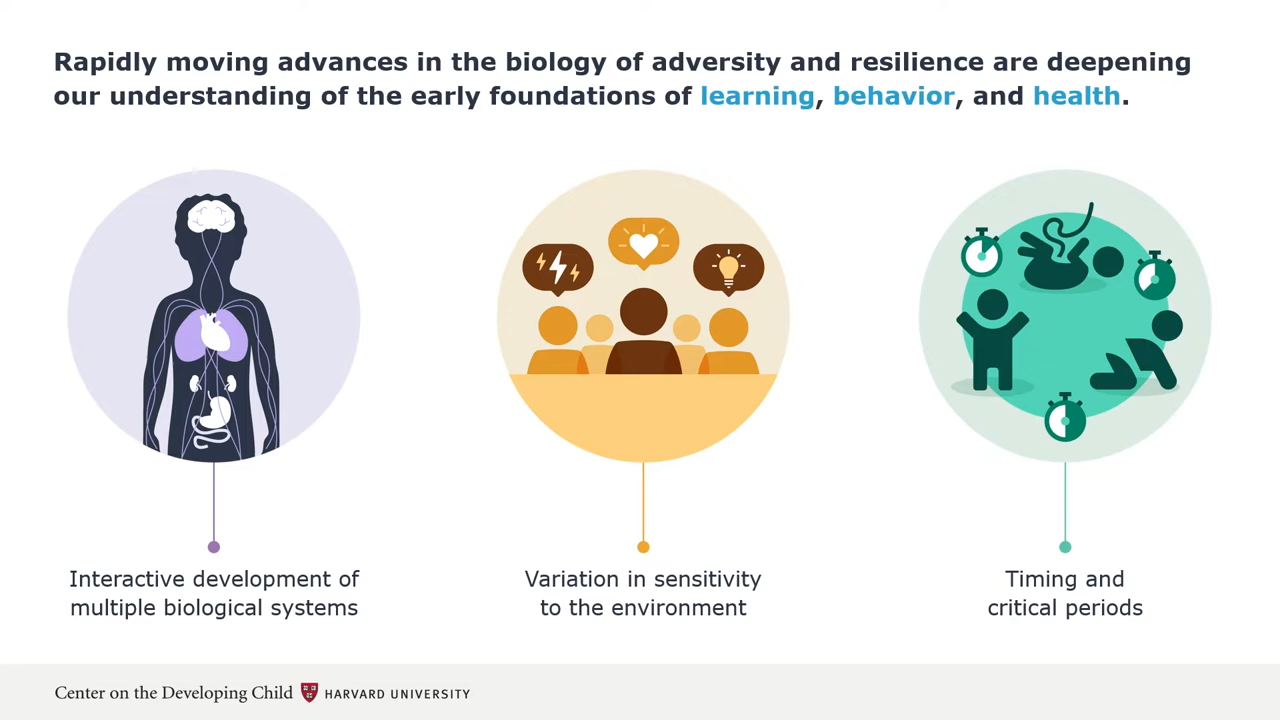 Rapidly moving advances in the biology of adversity and resilience are deepening
our understanding of the early foundations of learning, behavior, and health.
Interactive development of
multiple biological systems
Variation in sensitivity
to the environment
Timing and
critical periods
Center on the Developing Child HARVARD UNIVERSITY